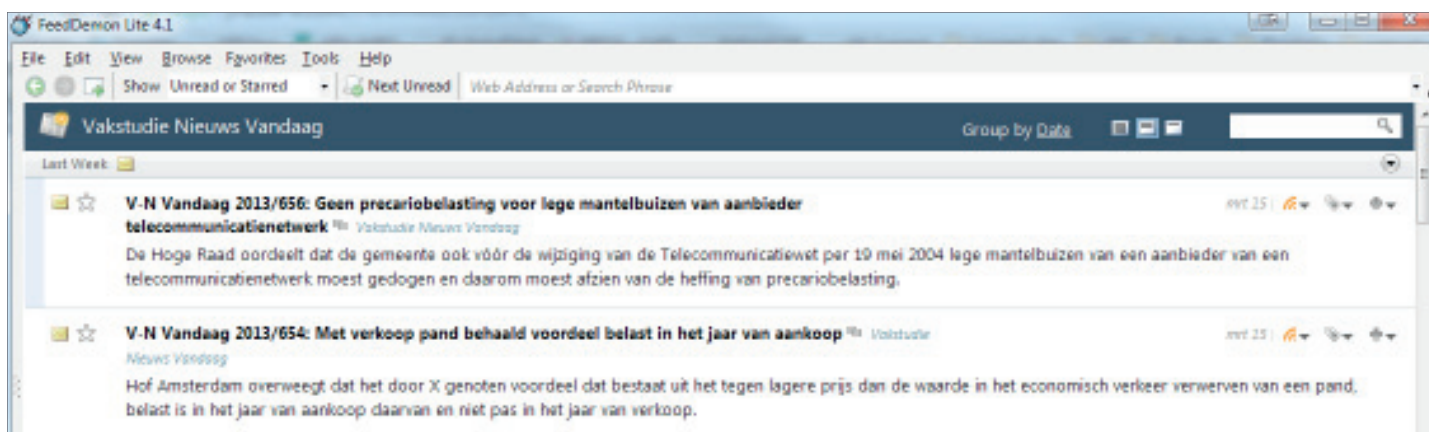 FeedDemon Lite 4.1
File Edit View Browse Favorites Tools Help
Show Unread or Starred Next Unread Web Address or Search Phrase
Vakstudie Nieuws Vandaag Group by Date
Last Week
V-N Vandaag 2013/656: Geen precariobelasting voor lege mantelbuizen van aanbieder mrt 25
telecommunicatienetwerk Vakstudie Nieuws Vandaag
De Hoge Raad oordeelt dat de gemeente ook vóór de wijziging van de Telecommunicatiewet per 19 mei 2004 lege mantelbuizen van een aanbieder van een
telecommunicatienetwerk moest gedogen en daarom moest afzien van de heffing van precariobelasting.
V-N Vandaag 2013/654: Met verkoop pand behaald voordeel belast in het jaar van aankoop Vakstudie mrt 25
Nieuws Vandaag
Hof Amsterdam overweegt dat het door X genoten voordeel dat bestaat uit het tegen lagere prijs dan de waarde in het economisch verkeer verwerven van een pand,
belast is in het jaar van aankoop daarvan en niet pas in het jaar van verkoop.